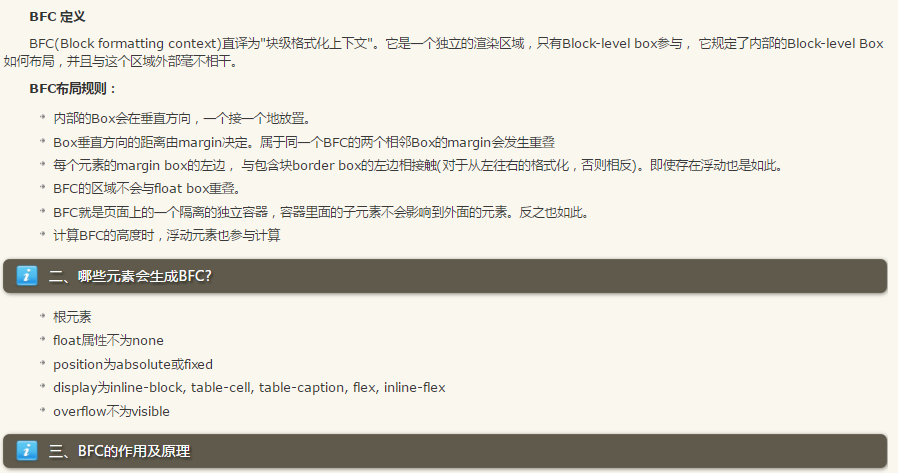 BFC 定义
BFC(Block formatting context)直译为"块级格式化上下文"。它是一个独立的渲染区域，只有Block-level box参与， 它规定了内部的Block-level Box
如何布局，并且与这个区域外部毫不相干。
BFC布局规则：
内部的Box会在垂直方向，一个接一个地放置。
Box垂直方向的距离由margin决定。属于同一个BFC的两个相邻Box的margin会发生重叠
每个元素的margin box的左边， 与包含块border box的左边相接触(对于从左往右的格式化，否则相反)。即使存在浮动也是如此。
BFC的区域不会与float box重叠。
BFC就是页面上的一个隔离的独立容器，容器里面的子元素不会影响到外面的元素。反之也如此。
计算BFC的高度时，浮动元素也参与计算
二、哪些元素会生成BFC?
根元素
float属性不为none
position为absolute或fixed
display为inline-block, table-cell, table-caption, flex, inline-flex
overflow不为visible
三、BFC的作用及原理